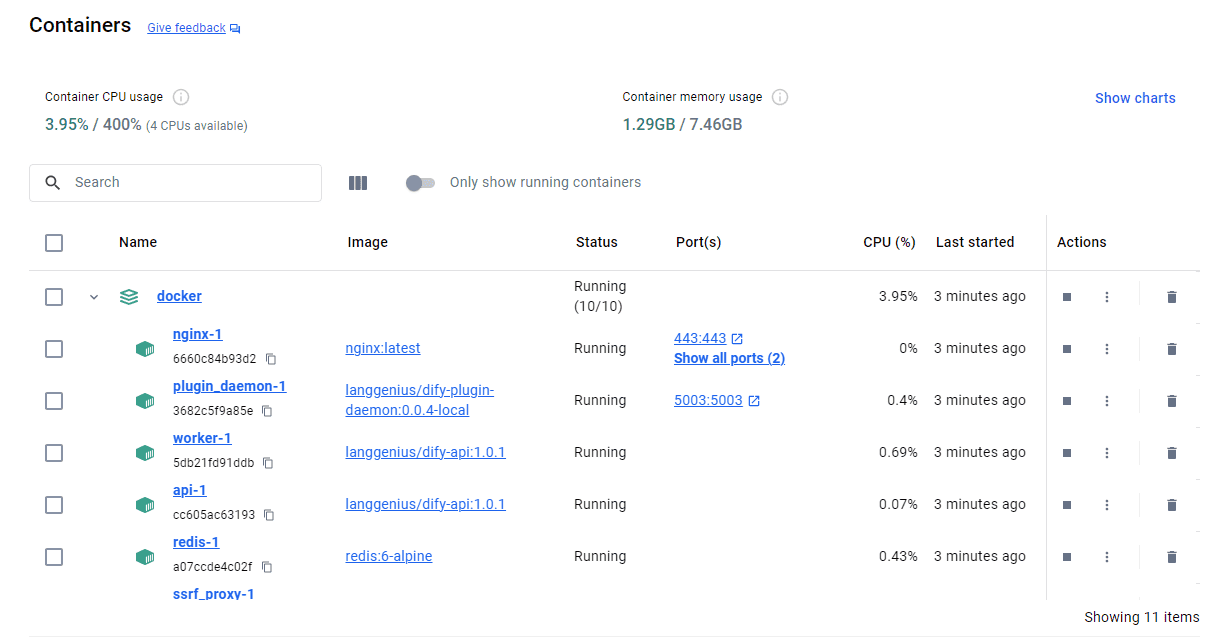 Containers
Give feedback
Container CPU usage
3.95% / 400% (4 CPUs available)
Container memory usage
1.29GB / 7.46GB
Show charts
Search
Only show running containers
Name Image Status Port(s) CPU (%) Last started Actions
docker Running (10/10) 3.95% 3 minutes ago
nginx-1
6660c84b93d2
nginx:latest
Running
443:443
Show all ports (2)
0%
3 minutes ago
plugin_daemon-1
3682c5f9a85e
langgenius/dify-plugin-
daemon:0.0.4-local
Running
5003:5003
0.4%
3 minutes ago
worker-1
5db21fd91ddb
langgenius/dify-api:1.0.1
Running
0.69%
3 minutes ago
api-1
cc605ac63193
langgenius/dify-api:1.0.1
Running
0.07%
3 minutes ago
redis-1
a07ccde4c02f
redis:6-alpine
Running
0.43%
3 minutes ago
ssrf_proxy-1
Showing 11 items